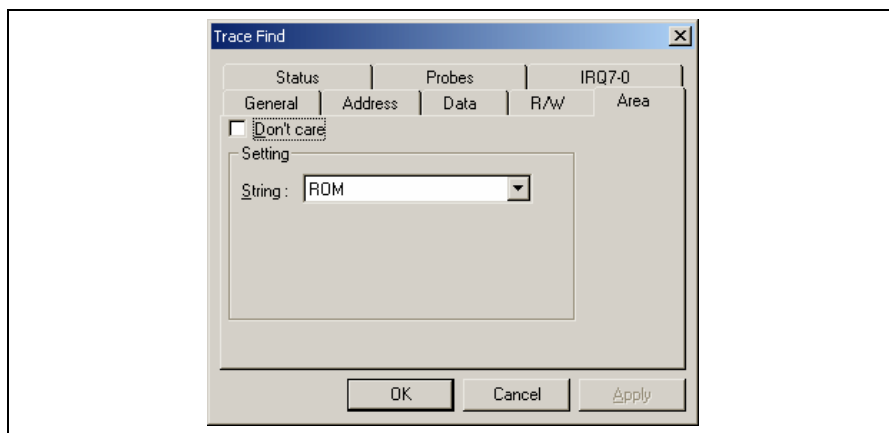 Trace Find
Status Probes IRQ7-0
General Address Data R/W Area
Don't care
Setting
String : ROM
OK Cancel Apply